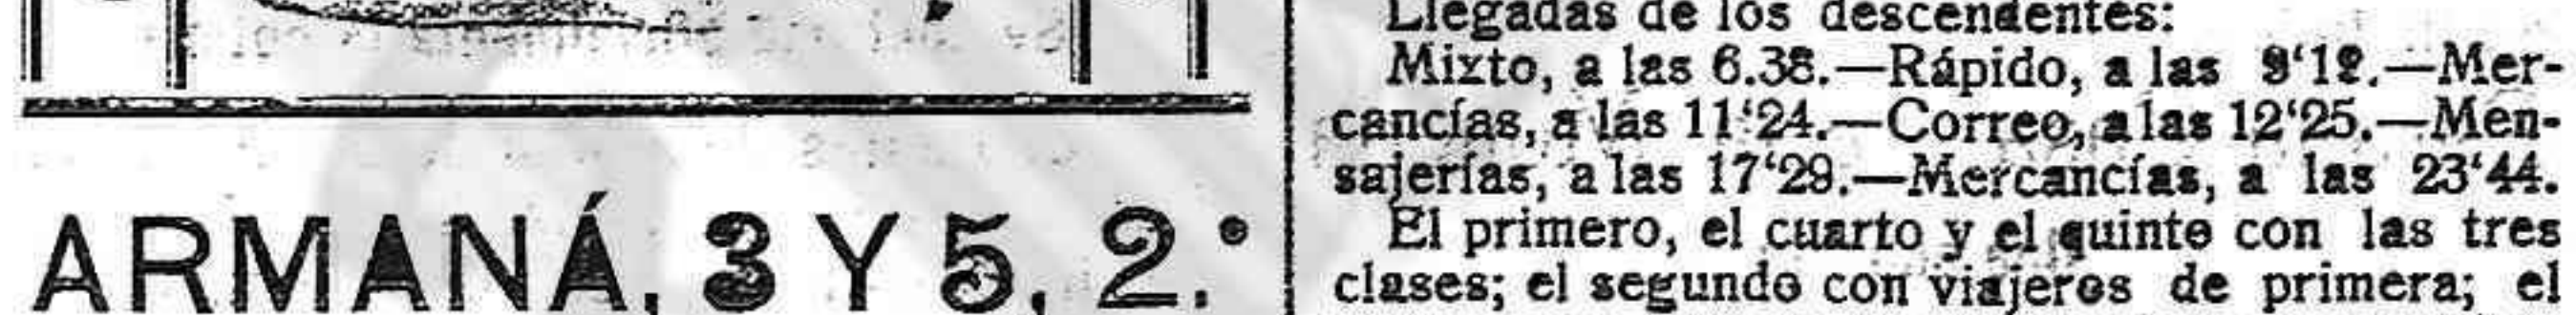 ARMANÁ, 3 Y 5, 2.°
Llegadas de los descendentes:
Mixto, a las 6.38.—Rápido, a las 9'12.—Mer-
cancías, a las 11'24.—Correo, a las 12'25.—Men-
sajerías, a las 17'29.—Mercancías, a las 23'44.
El primero, el cuarto y el quinto con las tres
clases; el segundo con viajeros de primera; el